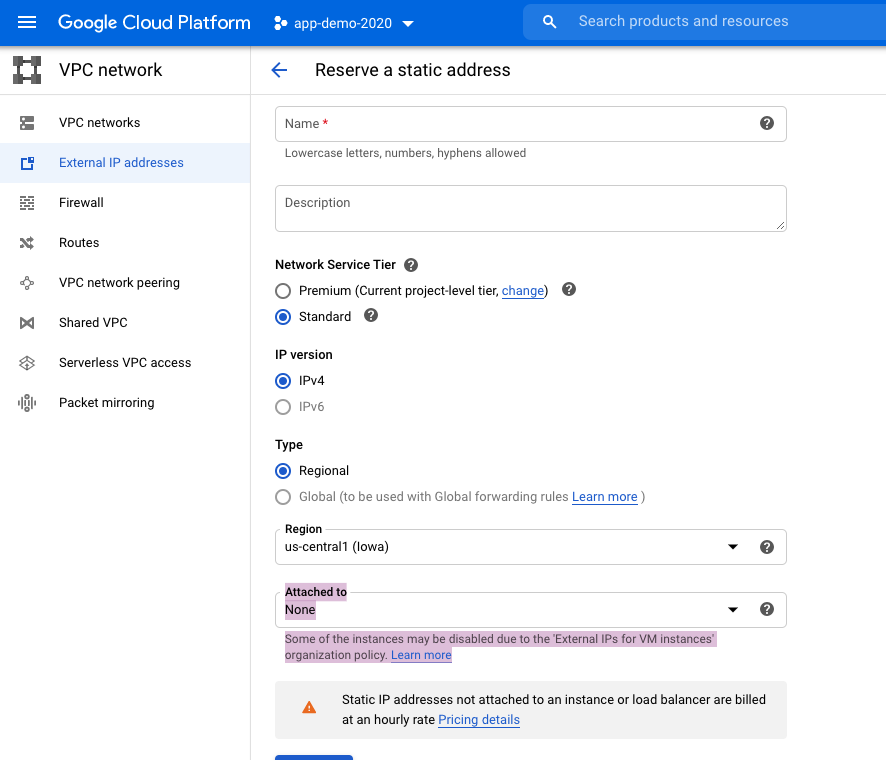 Google Cloud Platform
app-demo-2020
Search products and resources
VPC network
Reserve a static address
VPC networks
External IP addresses
Firewall
Routes
VPC network peering
Shared VPC
Serverless VPC access
Packet mirroring
Name *
Lowercase letters, numbers, hyphens allowed
Description
Network Service Tier
Premium (Current project-level tier, change)
Standard
IP version
IPv4
IPv6
Type
Regional
Global (to be used with Global forwarding rules Learn more )
Region
us-central1 (Iowa)
Attached to
None
Some of the instances may be disabled due to the 'External IPs for VM instances'
organization policy. Learn more
Static IP addresses not attached to an instance or load balancer are billed
at an hourly rate Pricing details